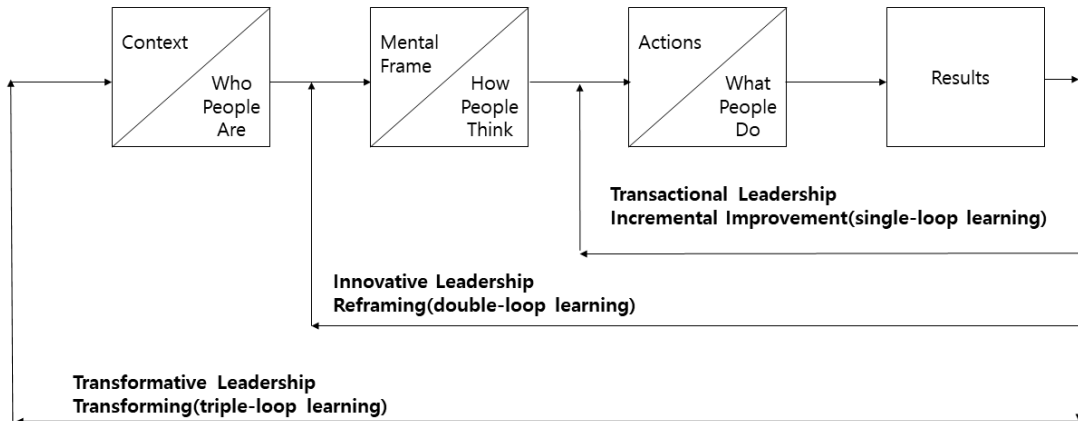 Context
Who
People
Are
Mental
Frame
How
People
Think
Actions
What
People
Do
Results
Transactional Leadership
Incremental Improvement(single-loop learning)
Innovative Leadership
Reframing(double-loop learning)
Transformative Leadership
Transforming(triple-loop learning)